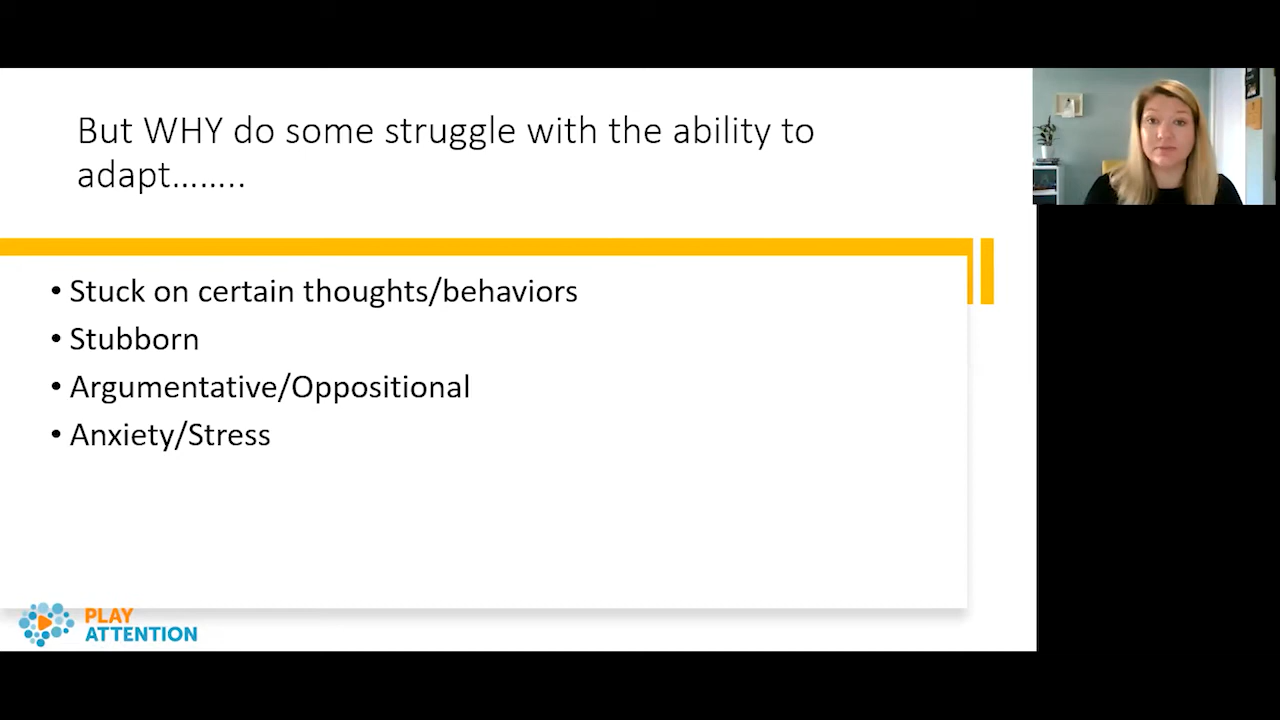 But WHY do some struggle with the ability to
adapt........
• Stuck on certain thoughts/behaviors
• Stubborn
• Argumentative/Oppositional
• Anxiety/Stress
PLAY
ATTENTION